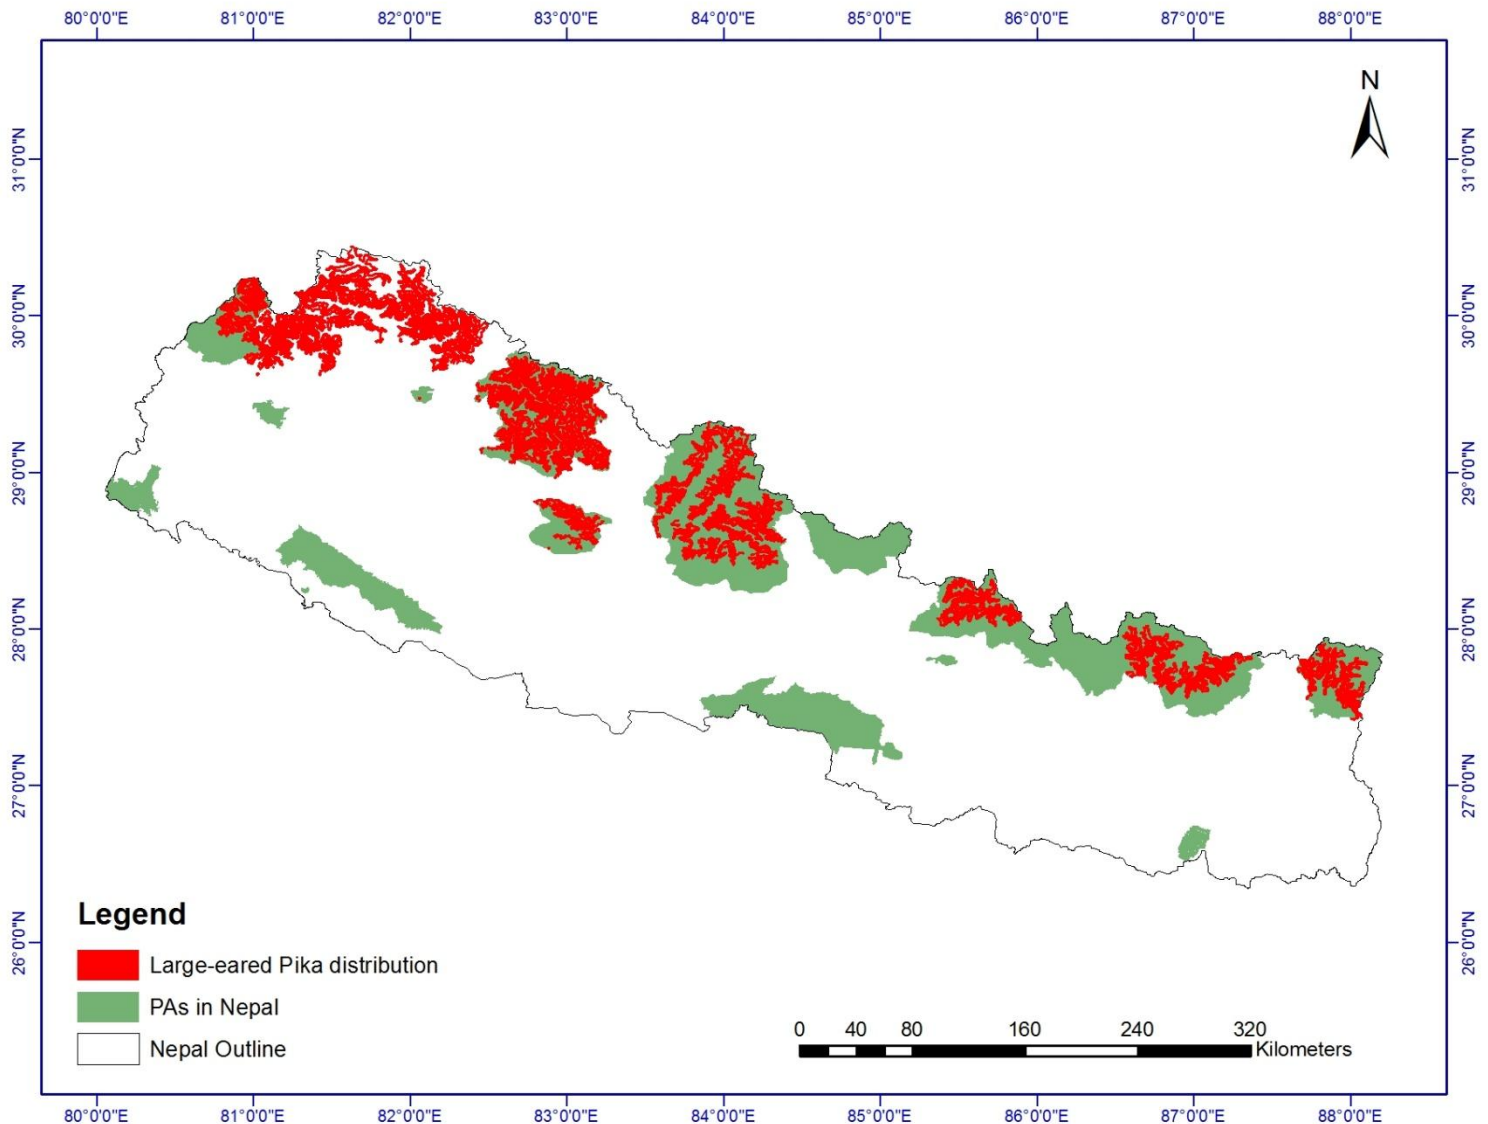 80°0'0"E 81°0'0"E 82°0'0"E 83°0'0"E 84°0'0"E 85°0'0"E 86°0'0"E 87°0'0"E 88°0'0"E
N
31°0'0"N 31°0'0"N
30°0'0"N 30°0'0"N
29°0'0"N 29°0'0"N
28°0'0"N 28°0'0"N
27°0'0"N 27°0'0"N
26°0'0"N 26°0'0"N
Legend
Large-eared Pika distribution
PAs in Nepal
Nepal Outline
0 40 80 160 240 320
Kilometers
80°0'0"E 81°0'0"E 82°0'0"E 83°0'0"E 84°0'0"E 85°0'0"E 86°0'0"E 87°0'0"E 88°0'0"E